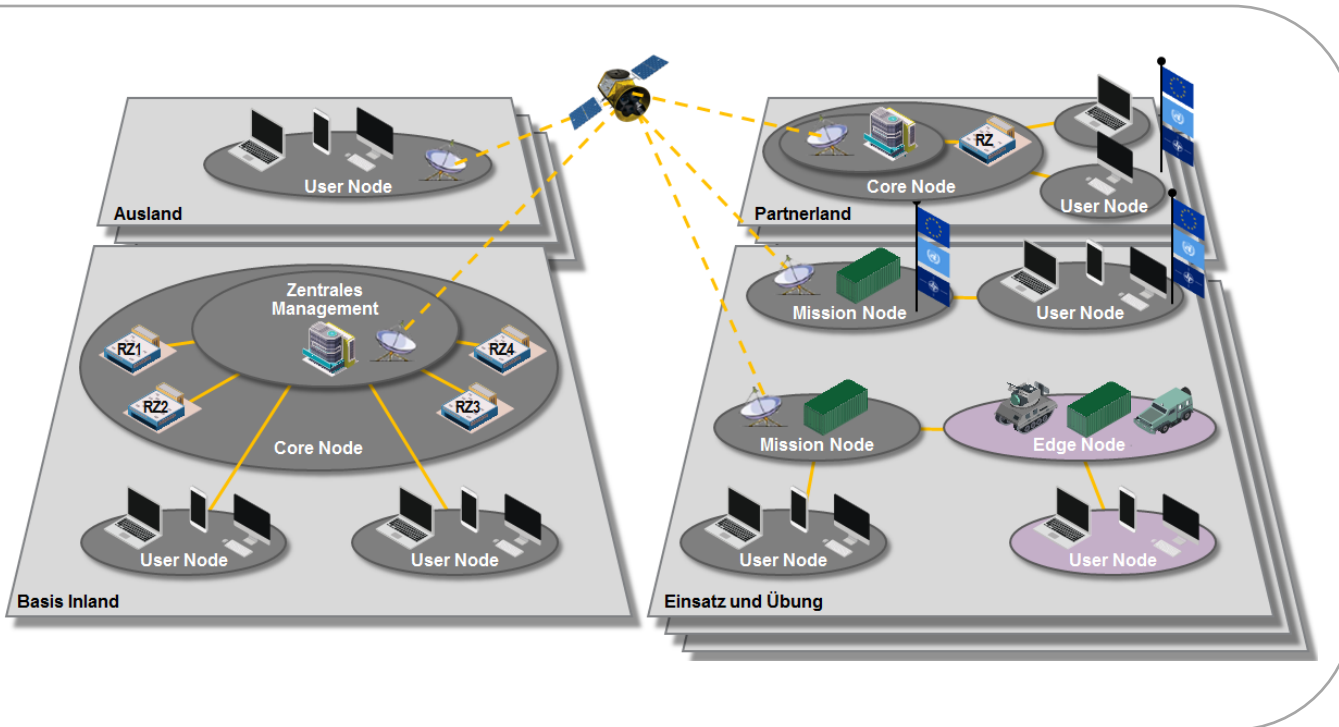 User Node
Ausland
RZ
Core Node
User Node
Partnerland
Zentrales
Management
RZ1
RZ4
RZ2
RZ3
Core Node
User Node
User Node
Basis Inland
Mission Node
User Node
Mission Node
Edge Node
User Node
User Node
Einsatz und Übung